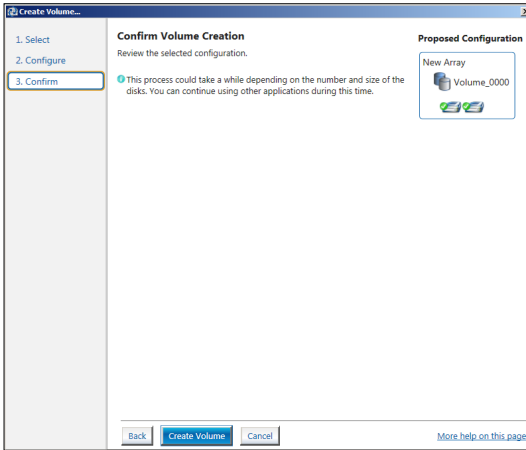 Create Volume...
1. Select
2. Configure
3. Confirm
Confirm Volume Creation
Review the selected configuration.
This process could take a while depending on the number and size of the
disks. You can continue using other applications during this time.
Proposed Configuration
New Array
Volume_0000
Back
Create Volume
Cancel
More help on this page